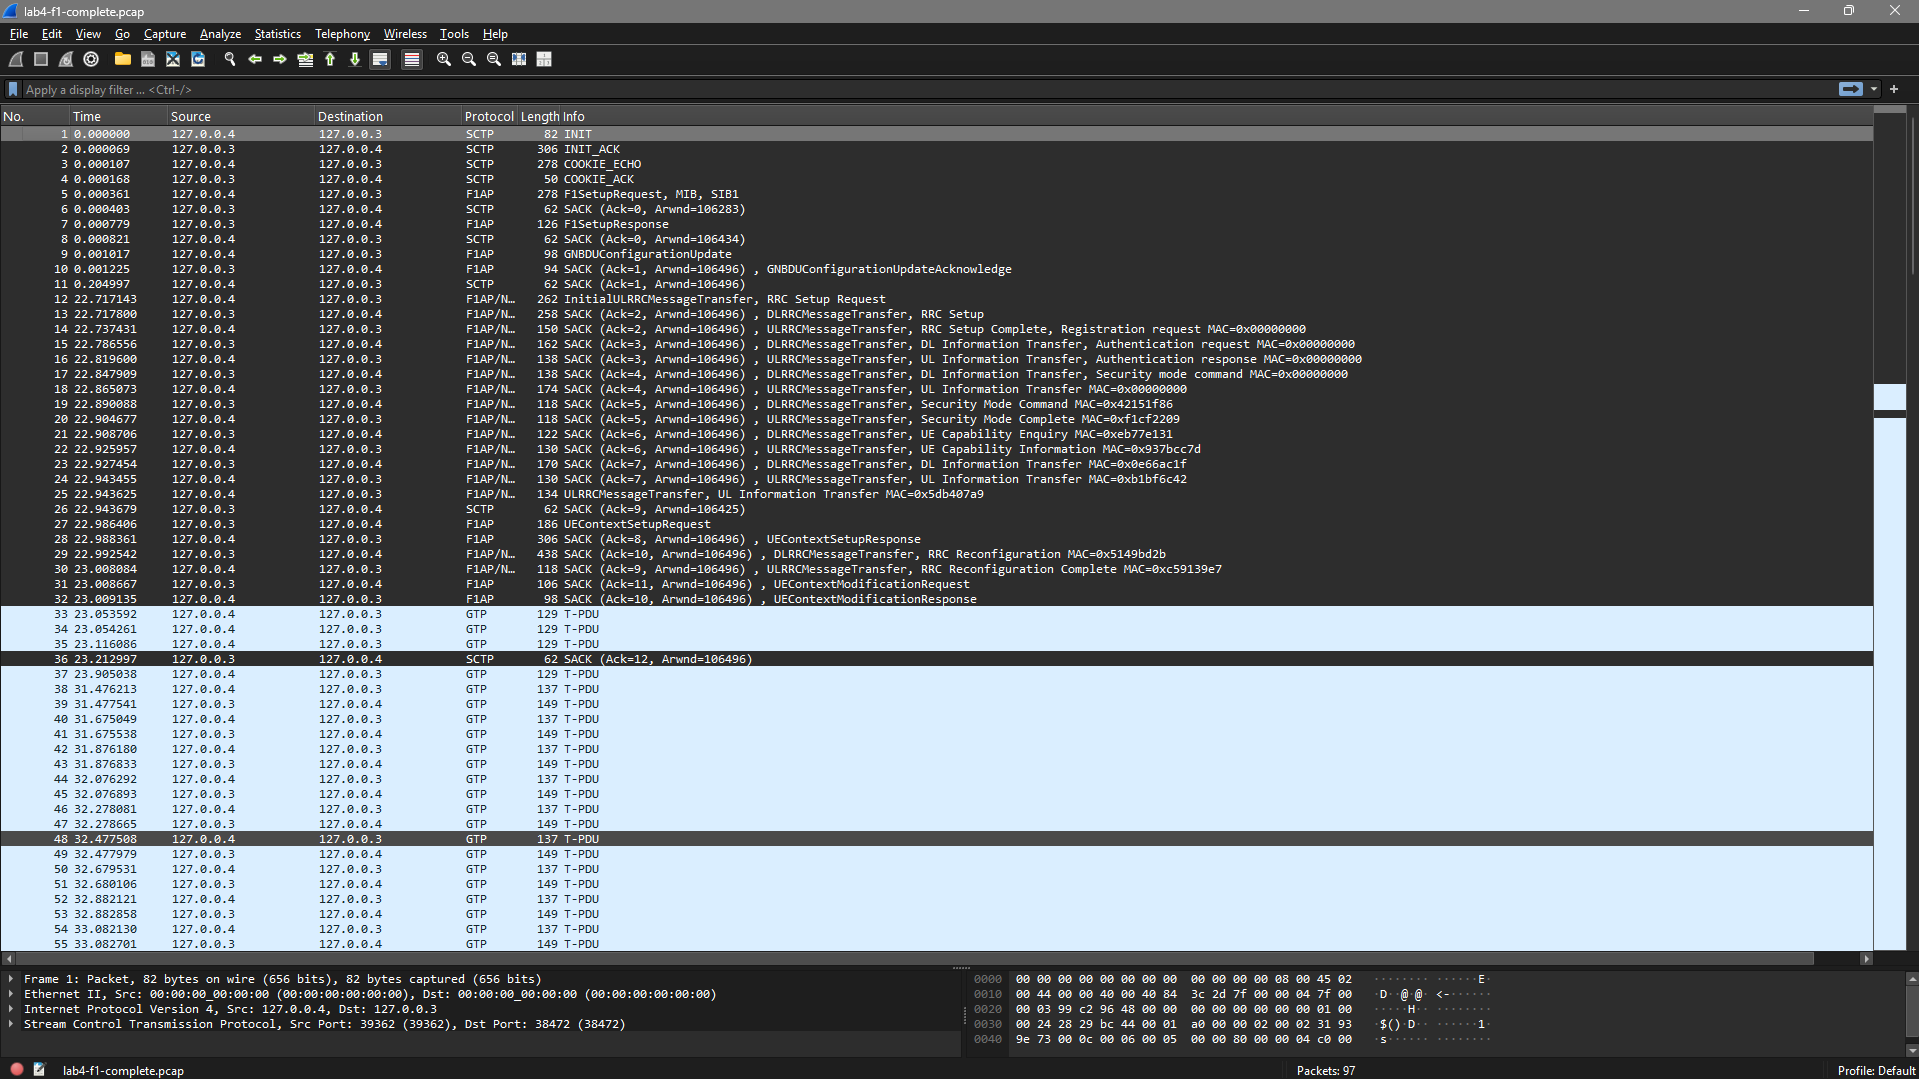 lab4-f1-complete.pcap
File Edit View Go Capture Analyze Statistics Telephony Wireless Tools Help
Apply a display filter ... <Ctrl-/>
No. Time Source Destination Protocol Length Info
1 0.000000 127.0.0.4 127.0.0.3 SCTP 82 INIT
2 0.000069 127.0.0.3 127.0.0.4 SCTP 306 INIT_ACK
3 0.000107 127.0.0.4 127.0.0.3 SCTP 278 COOKIE_ECHO
4 0.000168 127.0.0.3 127.0.0.4 SCTP 50 COOKIE_ACK
5 0.000361 127.0.0.4 127.0.0.3 F1AP 278 F1SetupRequest, MIB, SIB1
6 0.000403 127.0.0.3 127.0.0.4 SCTP 62 SACK (Ack=0, Arwnd=106283)
7 0.000779 127.0.0.3 127.0.0.4 F1AP 126 F1SetupResponse
8 0.000821 127.0.0.4 127.0.0.3 SCTP 62 SACK (Ack=0, Arwnd=106434)
9 0.001017 127.0.0.4 127.0.0.3 F1AP 98 GNBDUConfigurationUpdate
10 0.001225 127.0.0.3 127.0.0.4 F1AP 94 SACK (Ack=1, Arwnd=106496) , GNBDUConfigurationUpdateAcknowledge
11 0.204997 127.0.0.4 127.0.0.3 SCTP 62 SACK (Ack=1, Arwnd=106496)
12 22.717143 127.0.0.4 127.0.0.3 F1AP/N… 262 InitialULRRCMessageTransfer, RRC Setup Request
13 22.717800 127.0.0.3 127.0.0.4 F1AP/N… 258 SACK (Ack=2, Arwnd=106496) , DLRRCMessageTransfer, RRC Setup
14 22.737431 127.0.0.4 127.0.0.3 F1AP/N… 150 SACK (Ack=2, Arwnd=106496) , ULRRCMessageTransfer, RRC Setup Complete, Registration request MAC=0x00000000
15 22.786556 127.0.0.3 127.0.0.4 F1AP/N… 162 SACK (Ack=3, Arwnd=106496) , DLRRCMessageTransfer, DL Information Transfer, Authentication request MAC=0x00000000
16 22.819600 127.0.0.4 127.0.0.3 F1AP/N… 138 SACK (Ack=3, Arwnd=106496) , ULRRCMessageTransfer, UL Information Transfer, Authentication response MAC=0x00000000
17 22.847909 127.0.0.3 127.0.0.4 F1AP/N… 138 SACK (Ack=4, Arwnd=106496) , DLRRCMessageTransfer, DL Information Transfer, Security mode command MAC=0x00000000
18 22.865073 127.0.0.4 127.0.0.3 F1AP/N… 174 SACK (Ack=4, Arwnd=106496) , ULRRCMessageTransfer, UL Information Transfer MAC=0x00000000
19 22.890088 127.0.0.3 127.0.0.4 F1AP/N… 118 SACK (Ack=5, Arwnd=106496) , DLRRCMessageTransfer, Security Mode Command MAC=0x42151f86
20 22.904677 127.0.0.4 127.0.0.3 F1AP/N… 118 SACK (Ack=5, Arwnd=106496) , ULRRCMessageTransfer, Security Mode Complete MAC=0xf1cf2209
21 22.908706 127.0.0.3 127.0.0.4 F1AP/N… 122 SACK (Ack=6, Arwnd=106496) , DLRRCMessageTransfer, UE Capability Enquiry MAC=0xeb77e131
22 22.925957 127.0.0.4 127.0.0.3 F1AP/N… 130 SACK (Ack=6, Arwnd=106496) , ULRRCMessageTransfer, UE Capability Information MAC=0x937bcc7d
23 22.927454 127.0.0.3 127.0.0.4 F1AP/N… 170 SACK (Ack=7, Arwnd=106496) , DLRRCMessageTransfer, DL Information Transfer MAC=0x0e66ac1f
24 22.943455 127.0.0.4 127.0.0.3 F1AP/N… 130 SACK (Ack=7, Arwnd=106496) , ULRRCMessageTransfer, UL Information Transfer MAC=0xb1bf6c42
25 22.943625 127.0.0.4 127.0.0.3 F1AP/N… 134 ULRRCMessageTransfer, UL Information Transfer MAC=0x5db407a9
26 22.943679 127.0.0.3 127.0.0.4 SCTP 62 SACK (Ack=9, Arwnd=106425)
27 22.986406 127.0.0.3 127.0.0.4 F1AP 186 UEContextSetupRequest
28 22.988361 127.0.0.4 127.0.0.3 F1AP 306 SACK (Ack=8, Arwnd=106496) , UEContextSetupResponse
29 22.992542 127.0.0.3 127.0.0.4 F1AP/N… 438 SACK (Ack=10, Arwnd=106496) , DLRRCMessageTransfer, RRC Reconfiguration MAC=0x5149bd2b
30 23.008084 127.0.0.4 127.0.0.3 F1AP/N… 118 SACK (Ack=9, Arwnd=106496) , ULRRCMessageTransfer, RRC Reconfiguration Complete MAC=0xc59139e7
31 23.008667 127.0.0.3 127.0.0.4 F1AP 106 SACK (Ack=11, Arwnd=106496) , UEContextModificationRequest
32 23.009135 127.0.0.4 127.0.0.3 F1AP 98 SACK (Ack=10, Arwnd=106496) , UEContextModificationResponse
33 23.053592 127.0.0.4 127.0.0.3 GTP 129 T-PDU
34 23.054261 127.0.0.4 127.0.0.3 GTP 129 T-PDU
35 23.116086 127.0.0.4 127.0.0.3 GTP 129 T-PDU
36 23.212997 127.0.0.3 127.0.0.4 SCTP 62 SACK (Ack=12, Arwnd=106496)
37 23.905038 127.0.0.4 127.0.0.3 GTP 129 T-PDU
38 31.476213 127.0.0.4 127.0.0.3 GTP 137 T-PDU
39 31.477541 127.0.0.3 127.0.0.4 GTP 149 T-PDU
40 31.675049 127.0.0.4 127.0.0.3 GTP 137 T-PDU
41 31.675538 127.0.0.3 127.0.0.4 GTP 149 T-PDU
42 31.876180 127.0.0.4 127.0.0.3 GTP 137 T-PDU
43 31.876833 127.0.0.3 127.0.0.4 GTP 149 T-PDU
44 32.076292 127.0.0.4 127.0.0.3 GTP 137 T-PDU
45 32.076893 127.0.0.3 127.0.0.4 GTP 149 T-PDU
46 32.278081 127.0.0.4 127.0.0.3 GTP 137 T-PDU
47 32.278665 127.0.0.3 127.0.0.4 GTP 149 T-PDU
48 32.477508 127.0.0.4 127.0.0.3 GTP 137 T-PDU
49 32.477979 127.0.0.3 127.0.0.4 GTP 149 T-PDU
50 32.679531 127.0.0.4 127.0.0.3 GTP 137 T-PDU
51 32.680106 127.0.0.3 127.0.0.4 GTP 149 T-PDU
52 32.882121 127.0.0.4 127.0.0.3 GTP 137 T-PDU
53 32.882858 127.0.0.3 127.0.0.4 GTP 149 T-PDU
54 33.082130 127.0.0.4 127.0.0.3 GTP 137 T-PDU
55 33.082701 127.0.0.3 127.0.0.4 GTP 149 T-PDU
Frame 1: Packet, 82 bytes on wire (656 bits), 82 bytes captured (656 bits)
Ethernet II, Src: 00:00:00_00:00:00 (00:00:00:00:00:00), Dst: 00:00:00_00:00:00 (00:00:00:00:00:00)
Internet Protocol Version 4, Src: 127.0.0.4, Dst: 127.0.0.3
Stream Control Transmission Protocol, Src Port: 39362 (39362), Dst Port: 38472 (38472)
0000 00 00 00 00 00 00 00 00 00 00 00 00 08 00 45 02 ········ ······E·
0010 00 44 00 00 40 00 40 84 3c 2d 7f 00 00 04 7f 00 ·D··@·@· <-······
0020 00 03 99 c2 96 48 00 00 00 00 00 00 00 00 01 00 ·····H·· ········
0030 00 24 28 29 bc 44 00 01 a0 00 00 02 00 02 31 93 ·$()·D·· ······1·
0040 9e 73 00 0c 00 06 00 05 00 00 80 00 00 04 c0 00 ·s······ ········
lab4-f1-complete.pcap
Packets: 97
Profile: Default